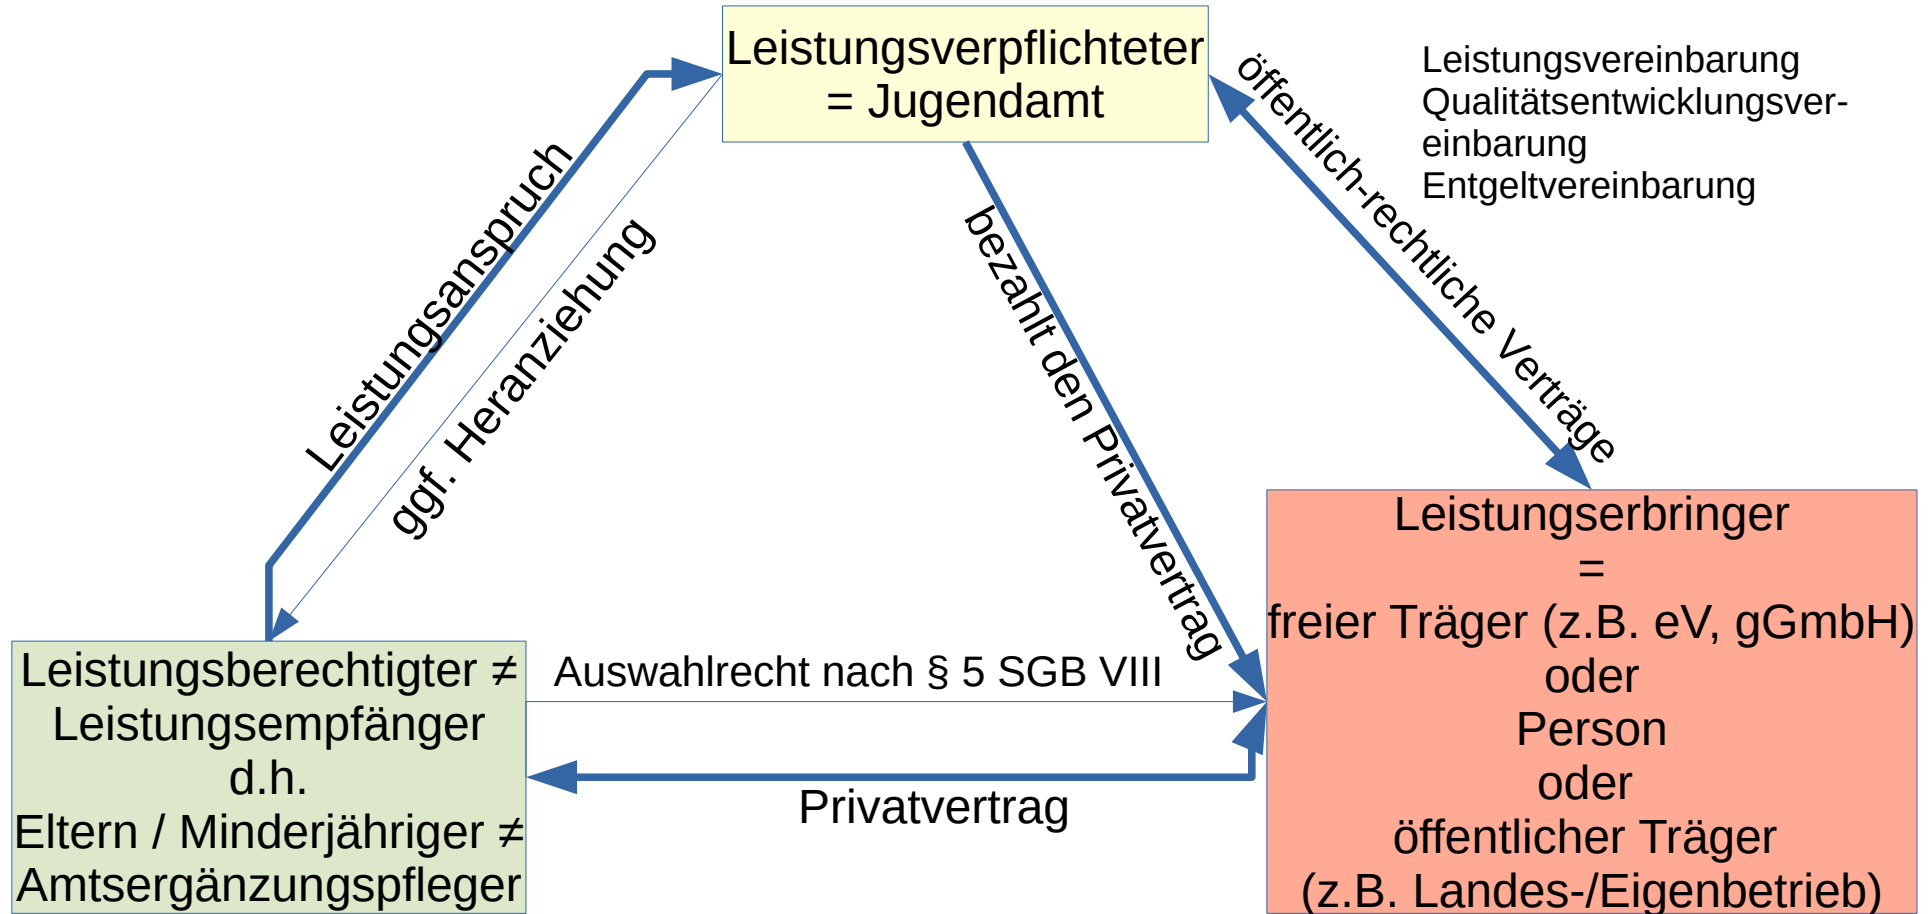 Leistungsverpflichteter
= Jugendamt
Leistungsvereinbarung
Qualitätsentwicklungsver-
einbarung
Entgeltvereinbarung
öffentlich-rechtliche Verträge
Leistungsanspruch
ggf. Heranziehung
bezahlt den Privatvertrag
Leistungserbringer
=
freier Träger (z.B. eV, gGmbH)
oder
Person
oder
öffentlicher Träger
(z.B. Landes-/Eigenbetrieb)
Leistungsberechtigter ≠
Leistungsempfänger
d.h.
Eltern / Minderjähriger ≠
Amtsergänzungspfleger
Auswahlrecht nach § 5 SGB VIII
Privatvertrag